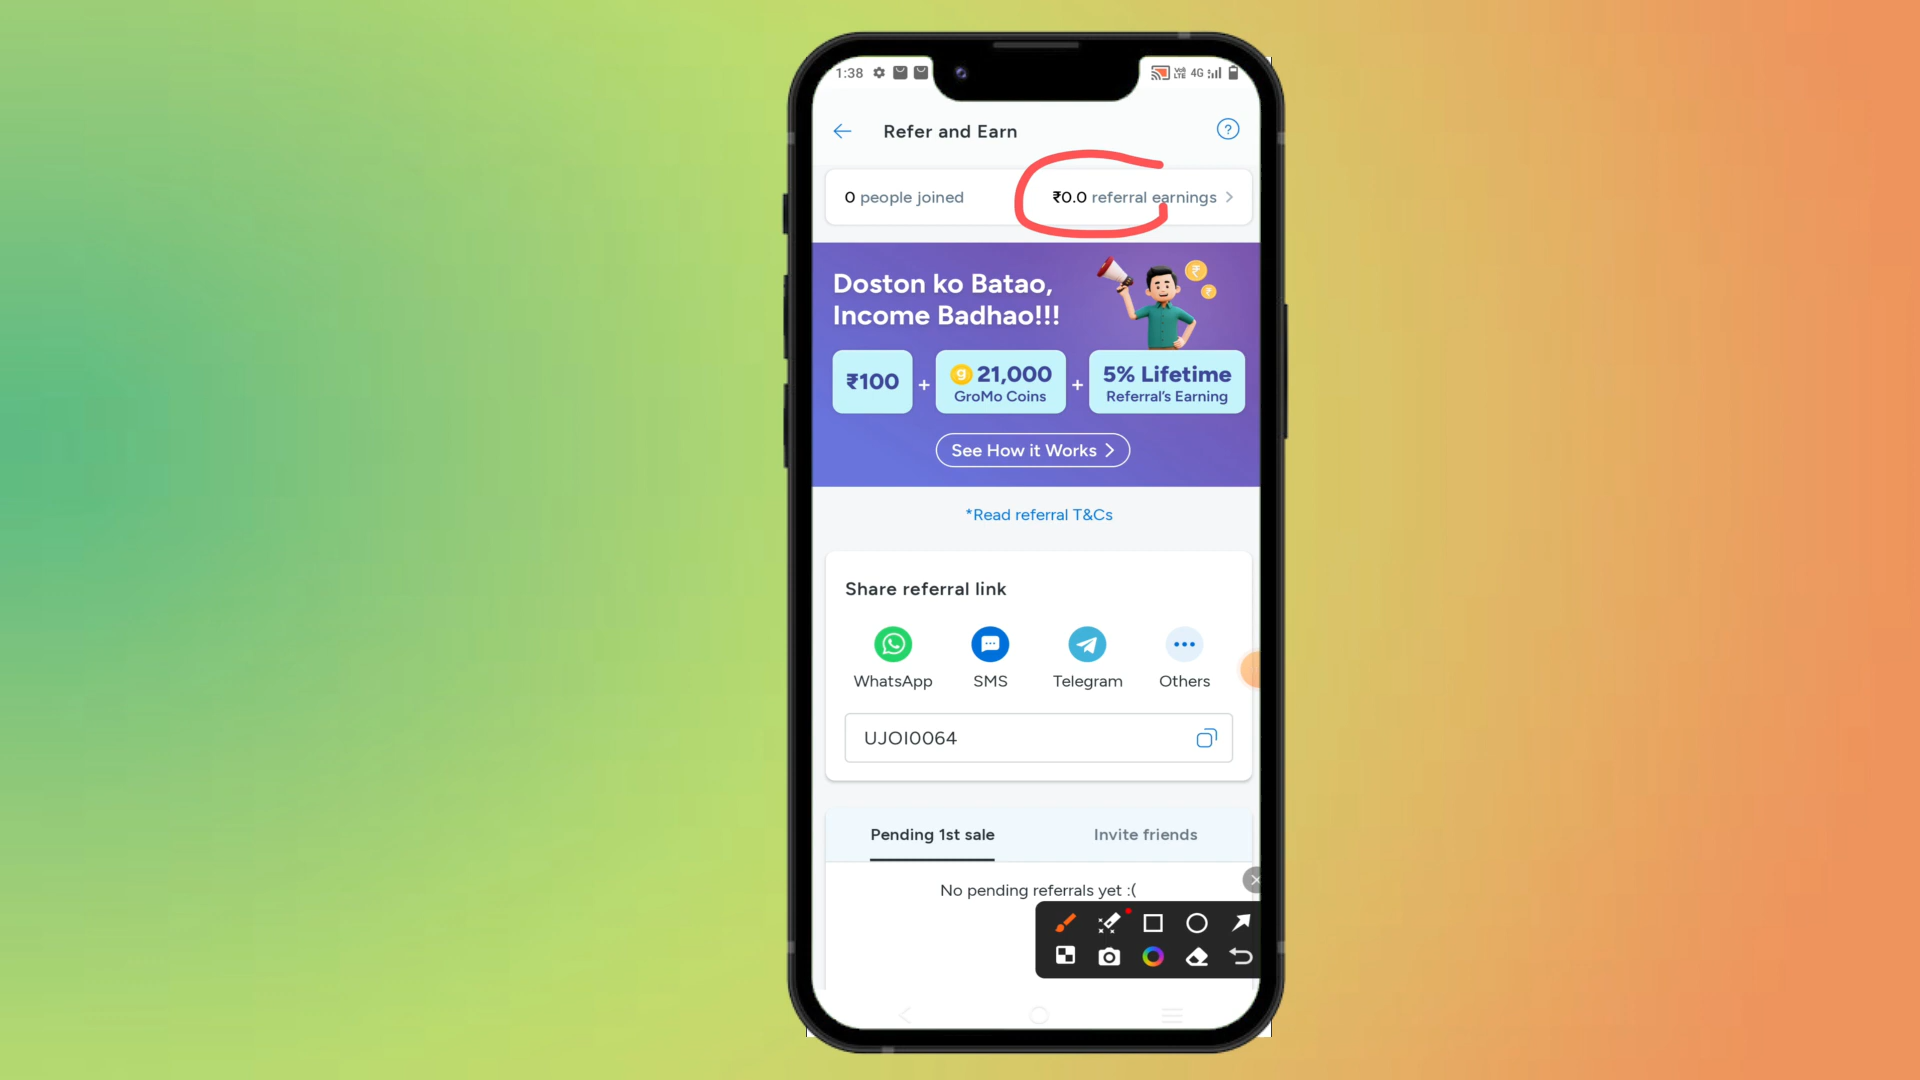 1:38
4G
Refer and Earn
0 people joined
₹0.0 referral earnings
Doston ko Batao,
Income Badhao!!!
₹100 + 21,000 GroMo Coins + 5% Lifetime Referral's Earning
See How it Works
*Read referral T&Cs
Share referral link
WhatsApp SMS Telegram Others
UJOI0064
Pending 1st sale Invite friends
No pending referrals yet :(